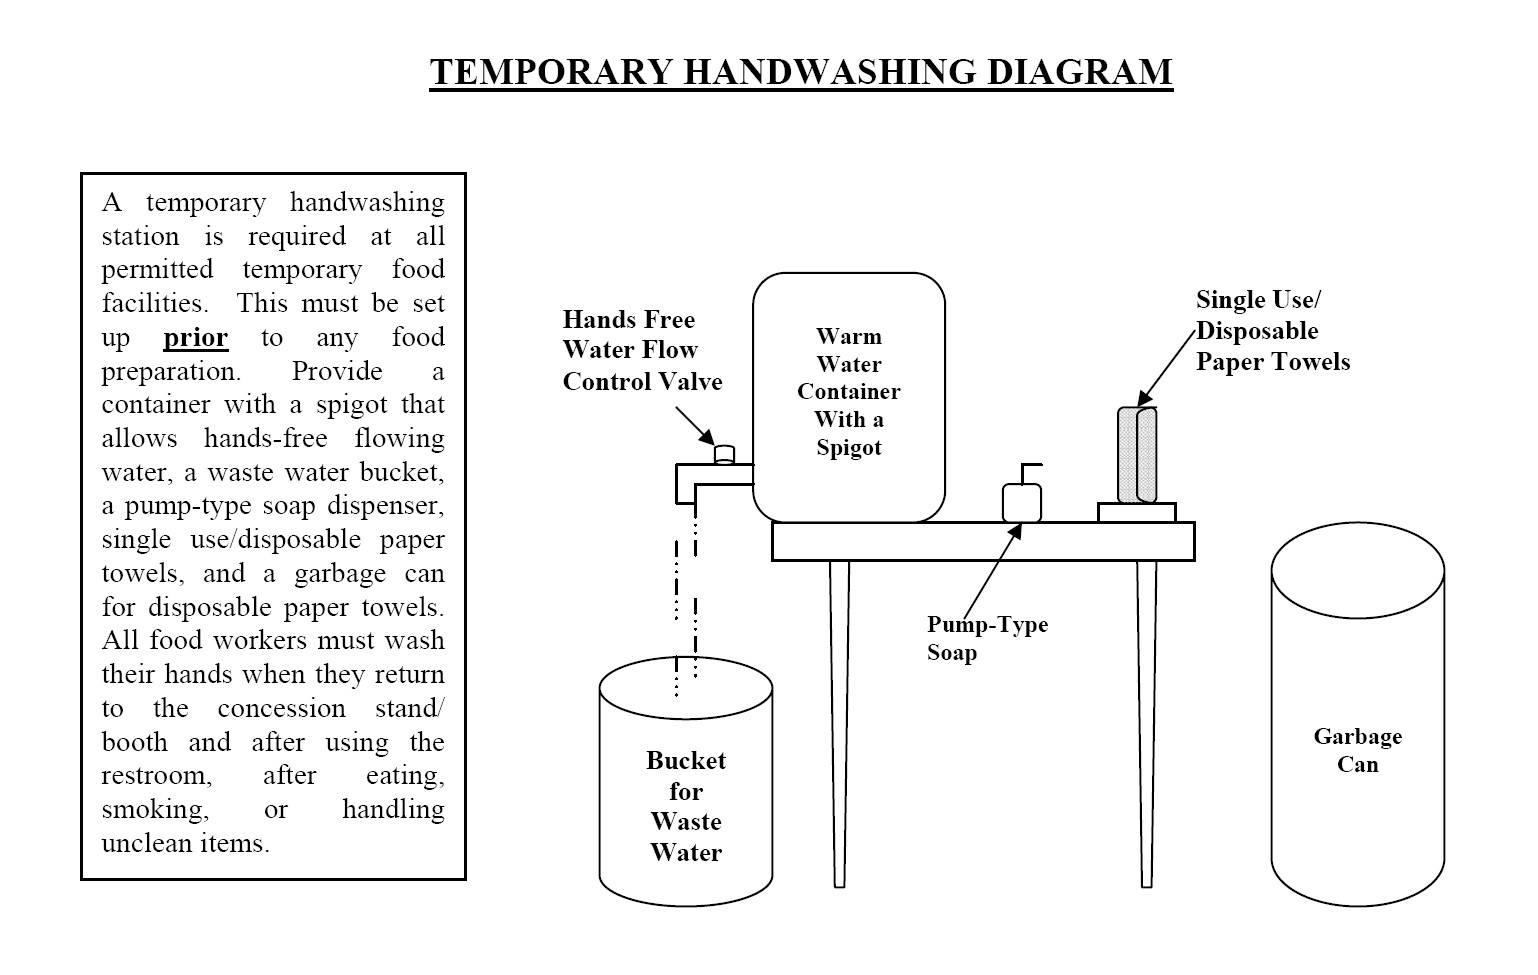 TEMPORARY HANDWASHING DIAGRAM
A temporary handwashing
station is required at all
permitted temporary food
facilities. This must be set
up prior to any food
preparation. Provide a
container with a spigot that
allows hands-free flowing
water, a waste water bucket,
a pump-type soap dispenser,
single use/disposable paper
towels, and a garbage can
for disposable paper towels.
All food workers must wash
their hands when they return
to the concession stand/
booth and after using the
restroom, after eating,
smoking, or handling
unclean items.
Hands Free
Water Flow
Control Valve
Warm
Water
Container
With a
Spigot
Single Use/
Disposable
Paper Towels
Pump-Type
Soap
Bucket
for
Waste
Water
Garbage
Can